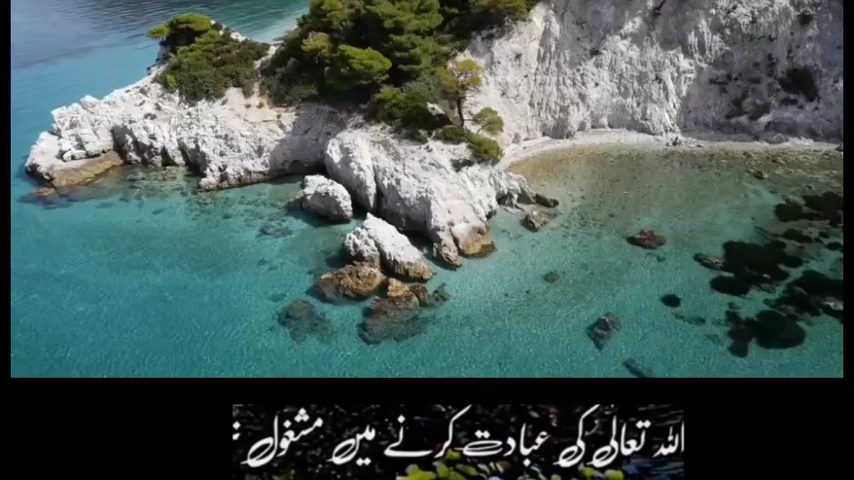 اللہ تعالی کی عبادت کرنے میں مشغول